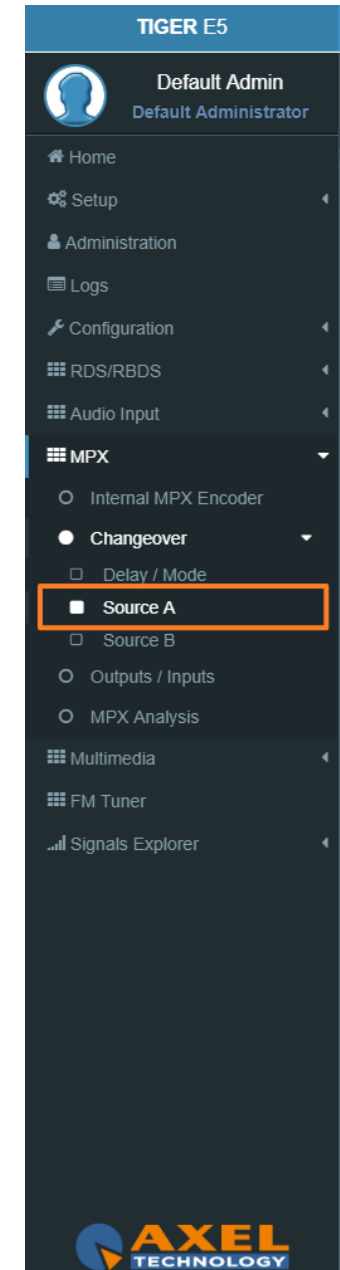 TIGER E5
Default Admin
Default Administrator
Home
Setup
Administration
Logs
Configuration
RDS/RBDS
Audio Input
MPX
Internal MPX Encoder
Changeover
Delay / Mode
Source A
Source B
Outputs / Inputs
MPX Analysis
Multimedia
FM Tuner
Signals Explorer
AXEL
TECHNOLOGY